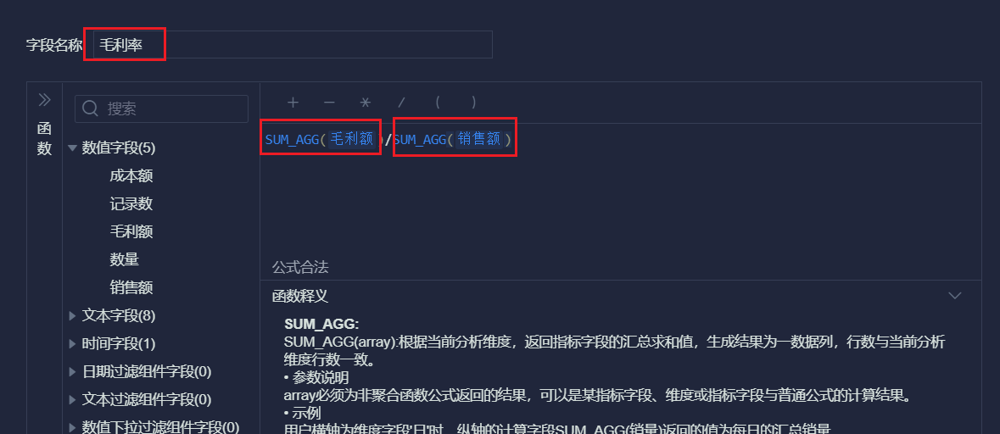 字段名称 毛利率
函数
搜索
+ - * / ( )
SUM_AGG(毛利额)/SUM_AGG(销售额)
数值字段(5)
成本额
记录数
毛利额
数量
销售额
文本字段(8)
时间字段(1)
日期过滤组件字段(0)
文本过滤组件字段(0)
数值下拉过滤组件字段(0)
公式合法
函数释义
SUM_AGG:
SUM_AGG(array):根据当前分析维度，返回指标字段的汇总求和值，生成结果为一数据列，行数与当前分析
维度行数一致。
• 参数说明
array必须为非聚合函数公式返回的结果，可以是某指标字段、维度或指标字段与普通公式的计算结果。
• 示例
用户横轴为维度字段'日'时，纵轴的计算字段SUM_AGG(销量)返回的值为每日的汇总销量